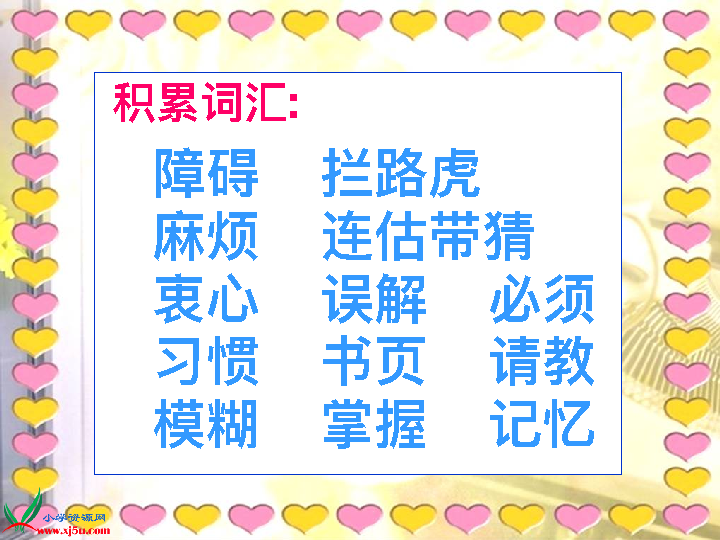 积累词汇:
障碍 拦路虎
麻烦 连估带猜
衷心 误解 必须
习惯 书页 请教
模糊 掌握 记忆
小学资源网
www.xj5u.com